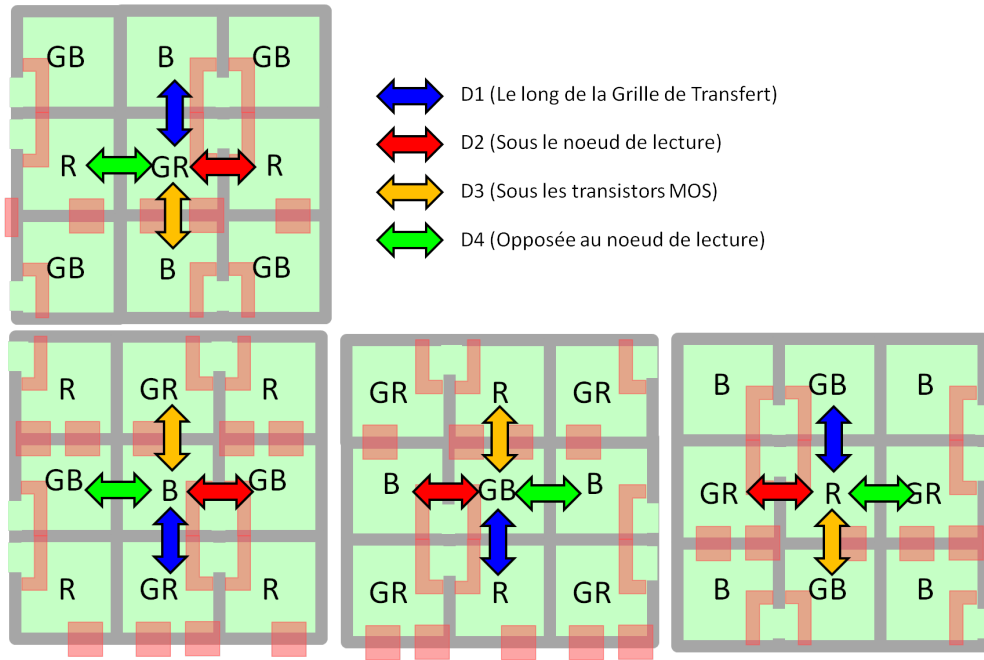 GB B GB
R GR R
GB B GB
D1 (Le long de la Grille de Transfert)
D2 (Sous le noeud de lecture)
D3 (Sous les transistors MOS)
D4 (Opposée au noeud de lecture)
R GR R
GB B GB
R GR R
GR R GR
B GB B
GR R GR
B GB B
GR R GR
B GB B